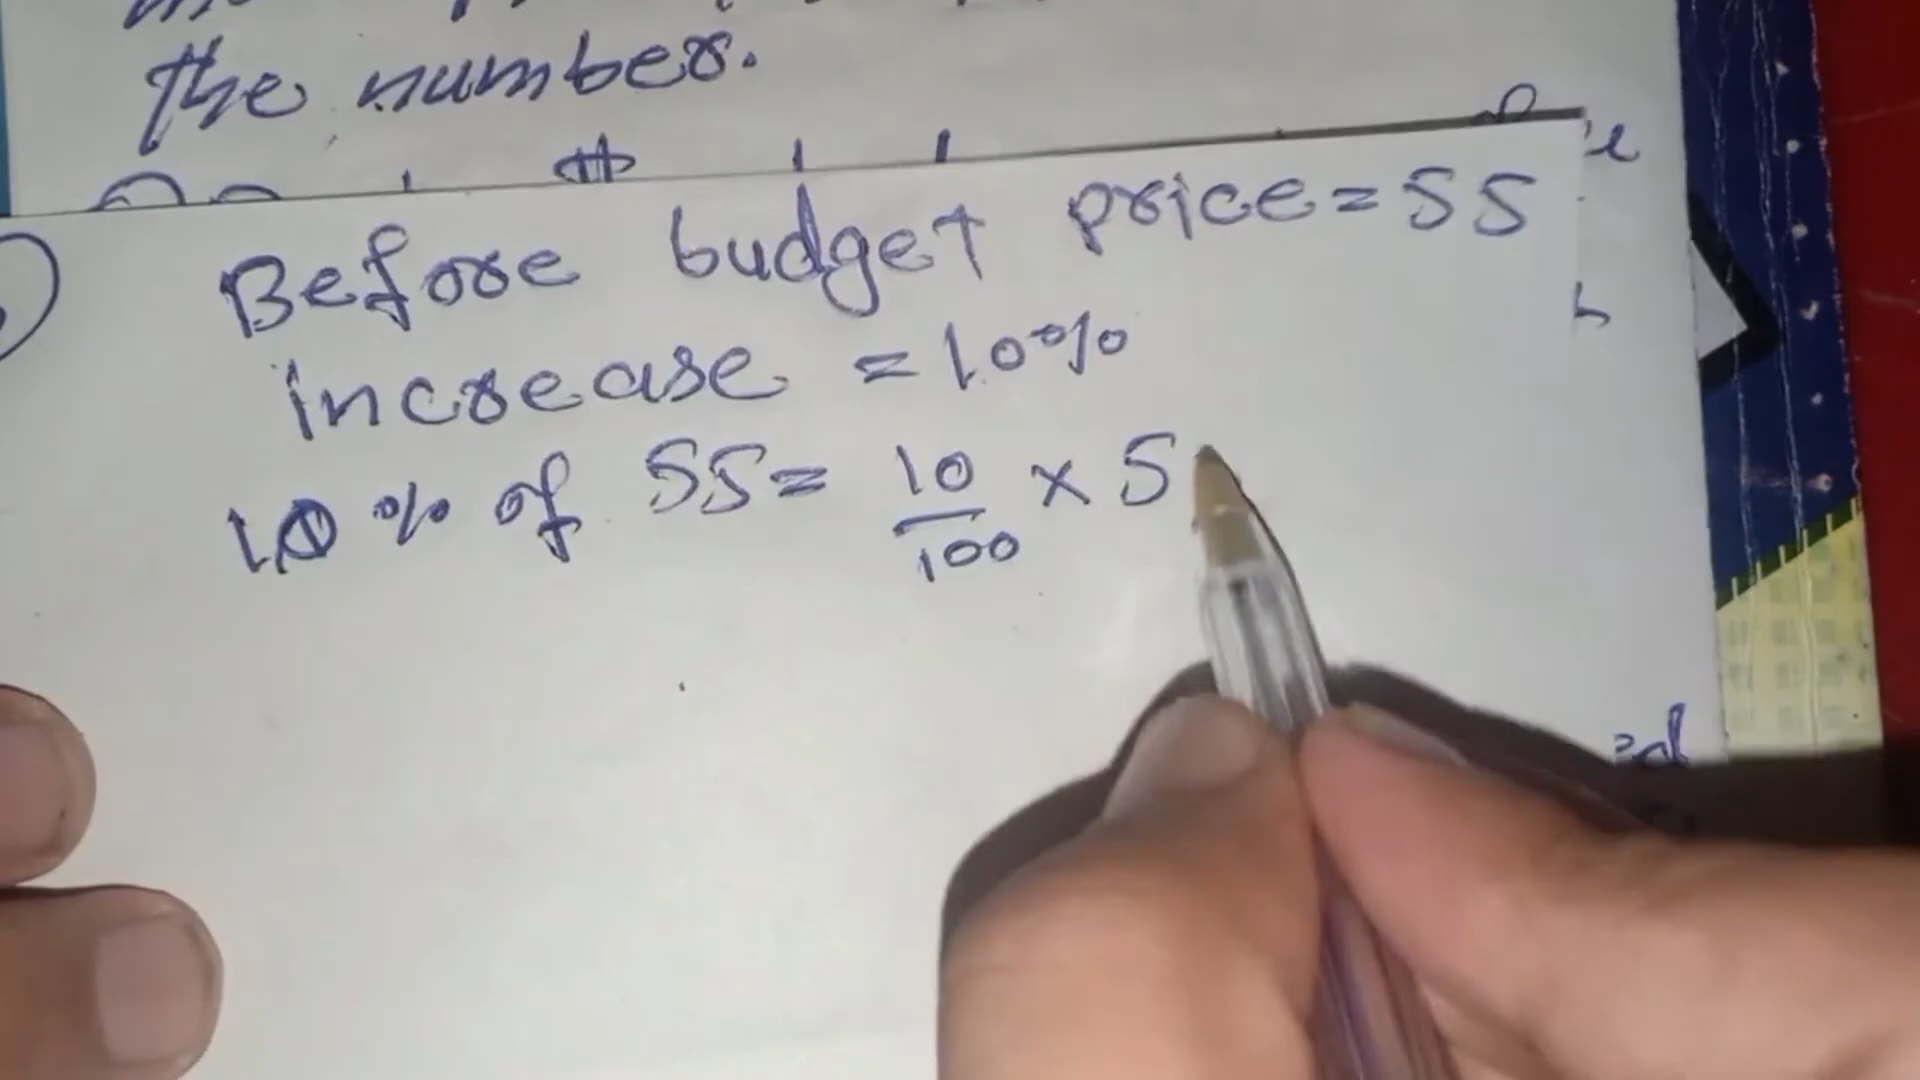 the number.
Before budget price=55
increase =10%
10 % of 55= 10/100 × 5